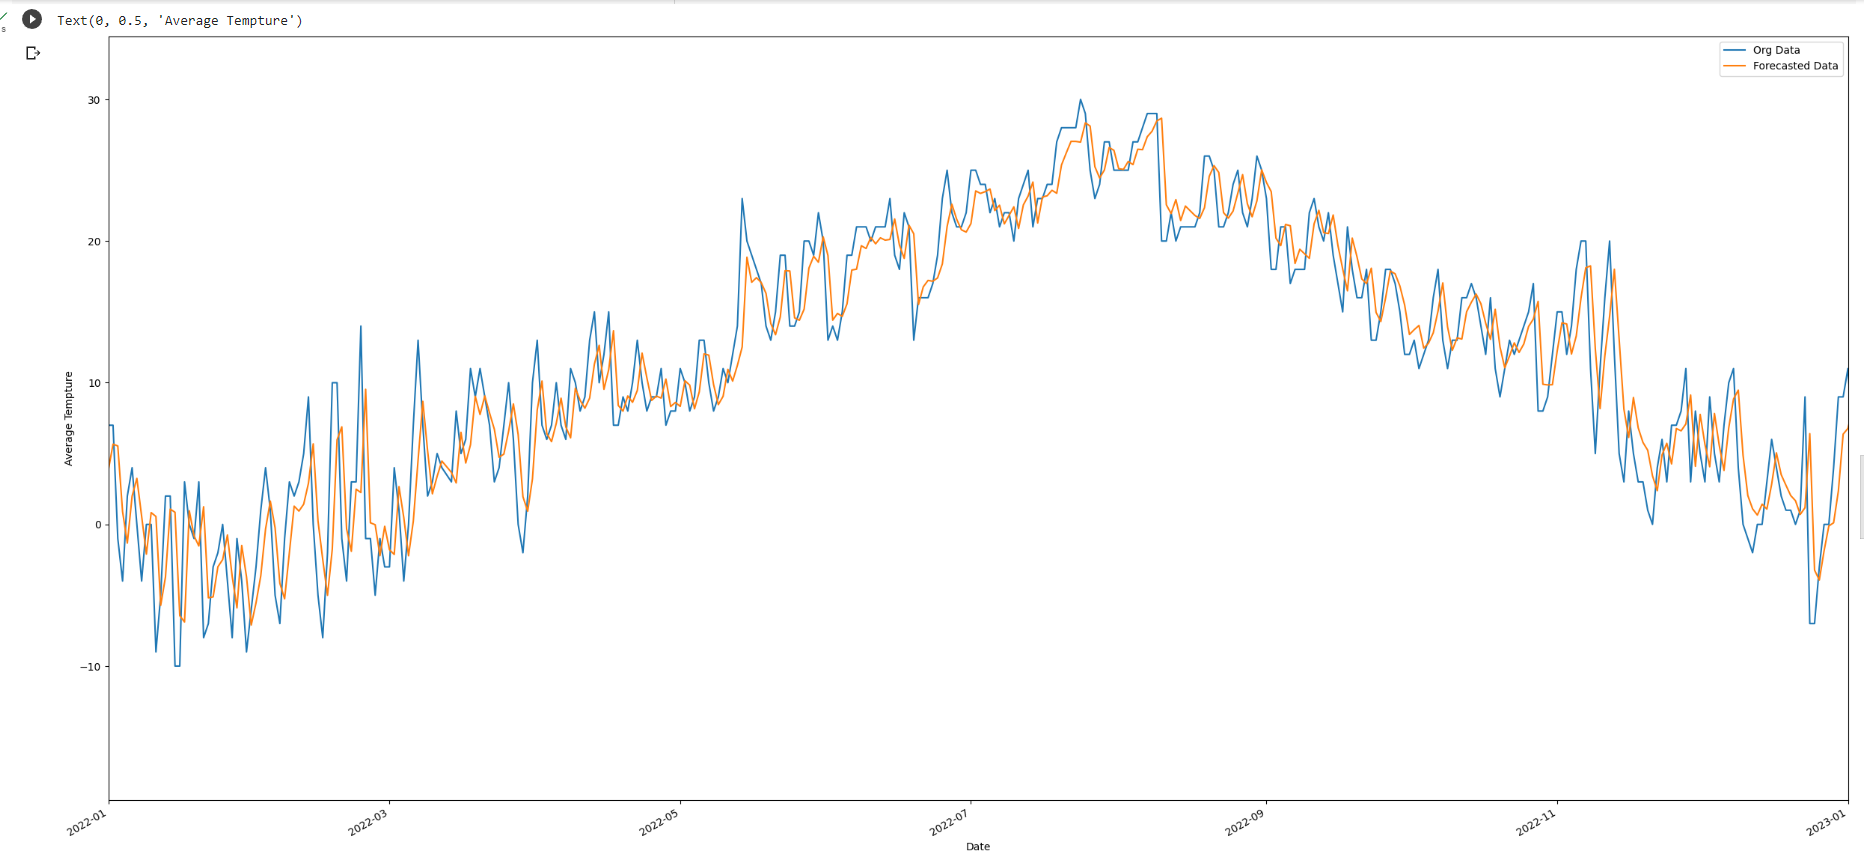 s
Text(0, 0.5, 'Average Tempture')
Org Data
Forecasted Data
30
20
10
0
−10
Average Tempture
2022-01
2022-03
2022-05
2022-07
2022-09
2022-11
2023-01
Date